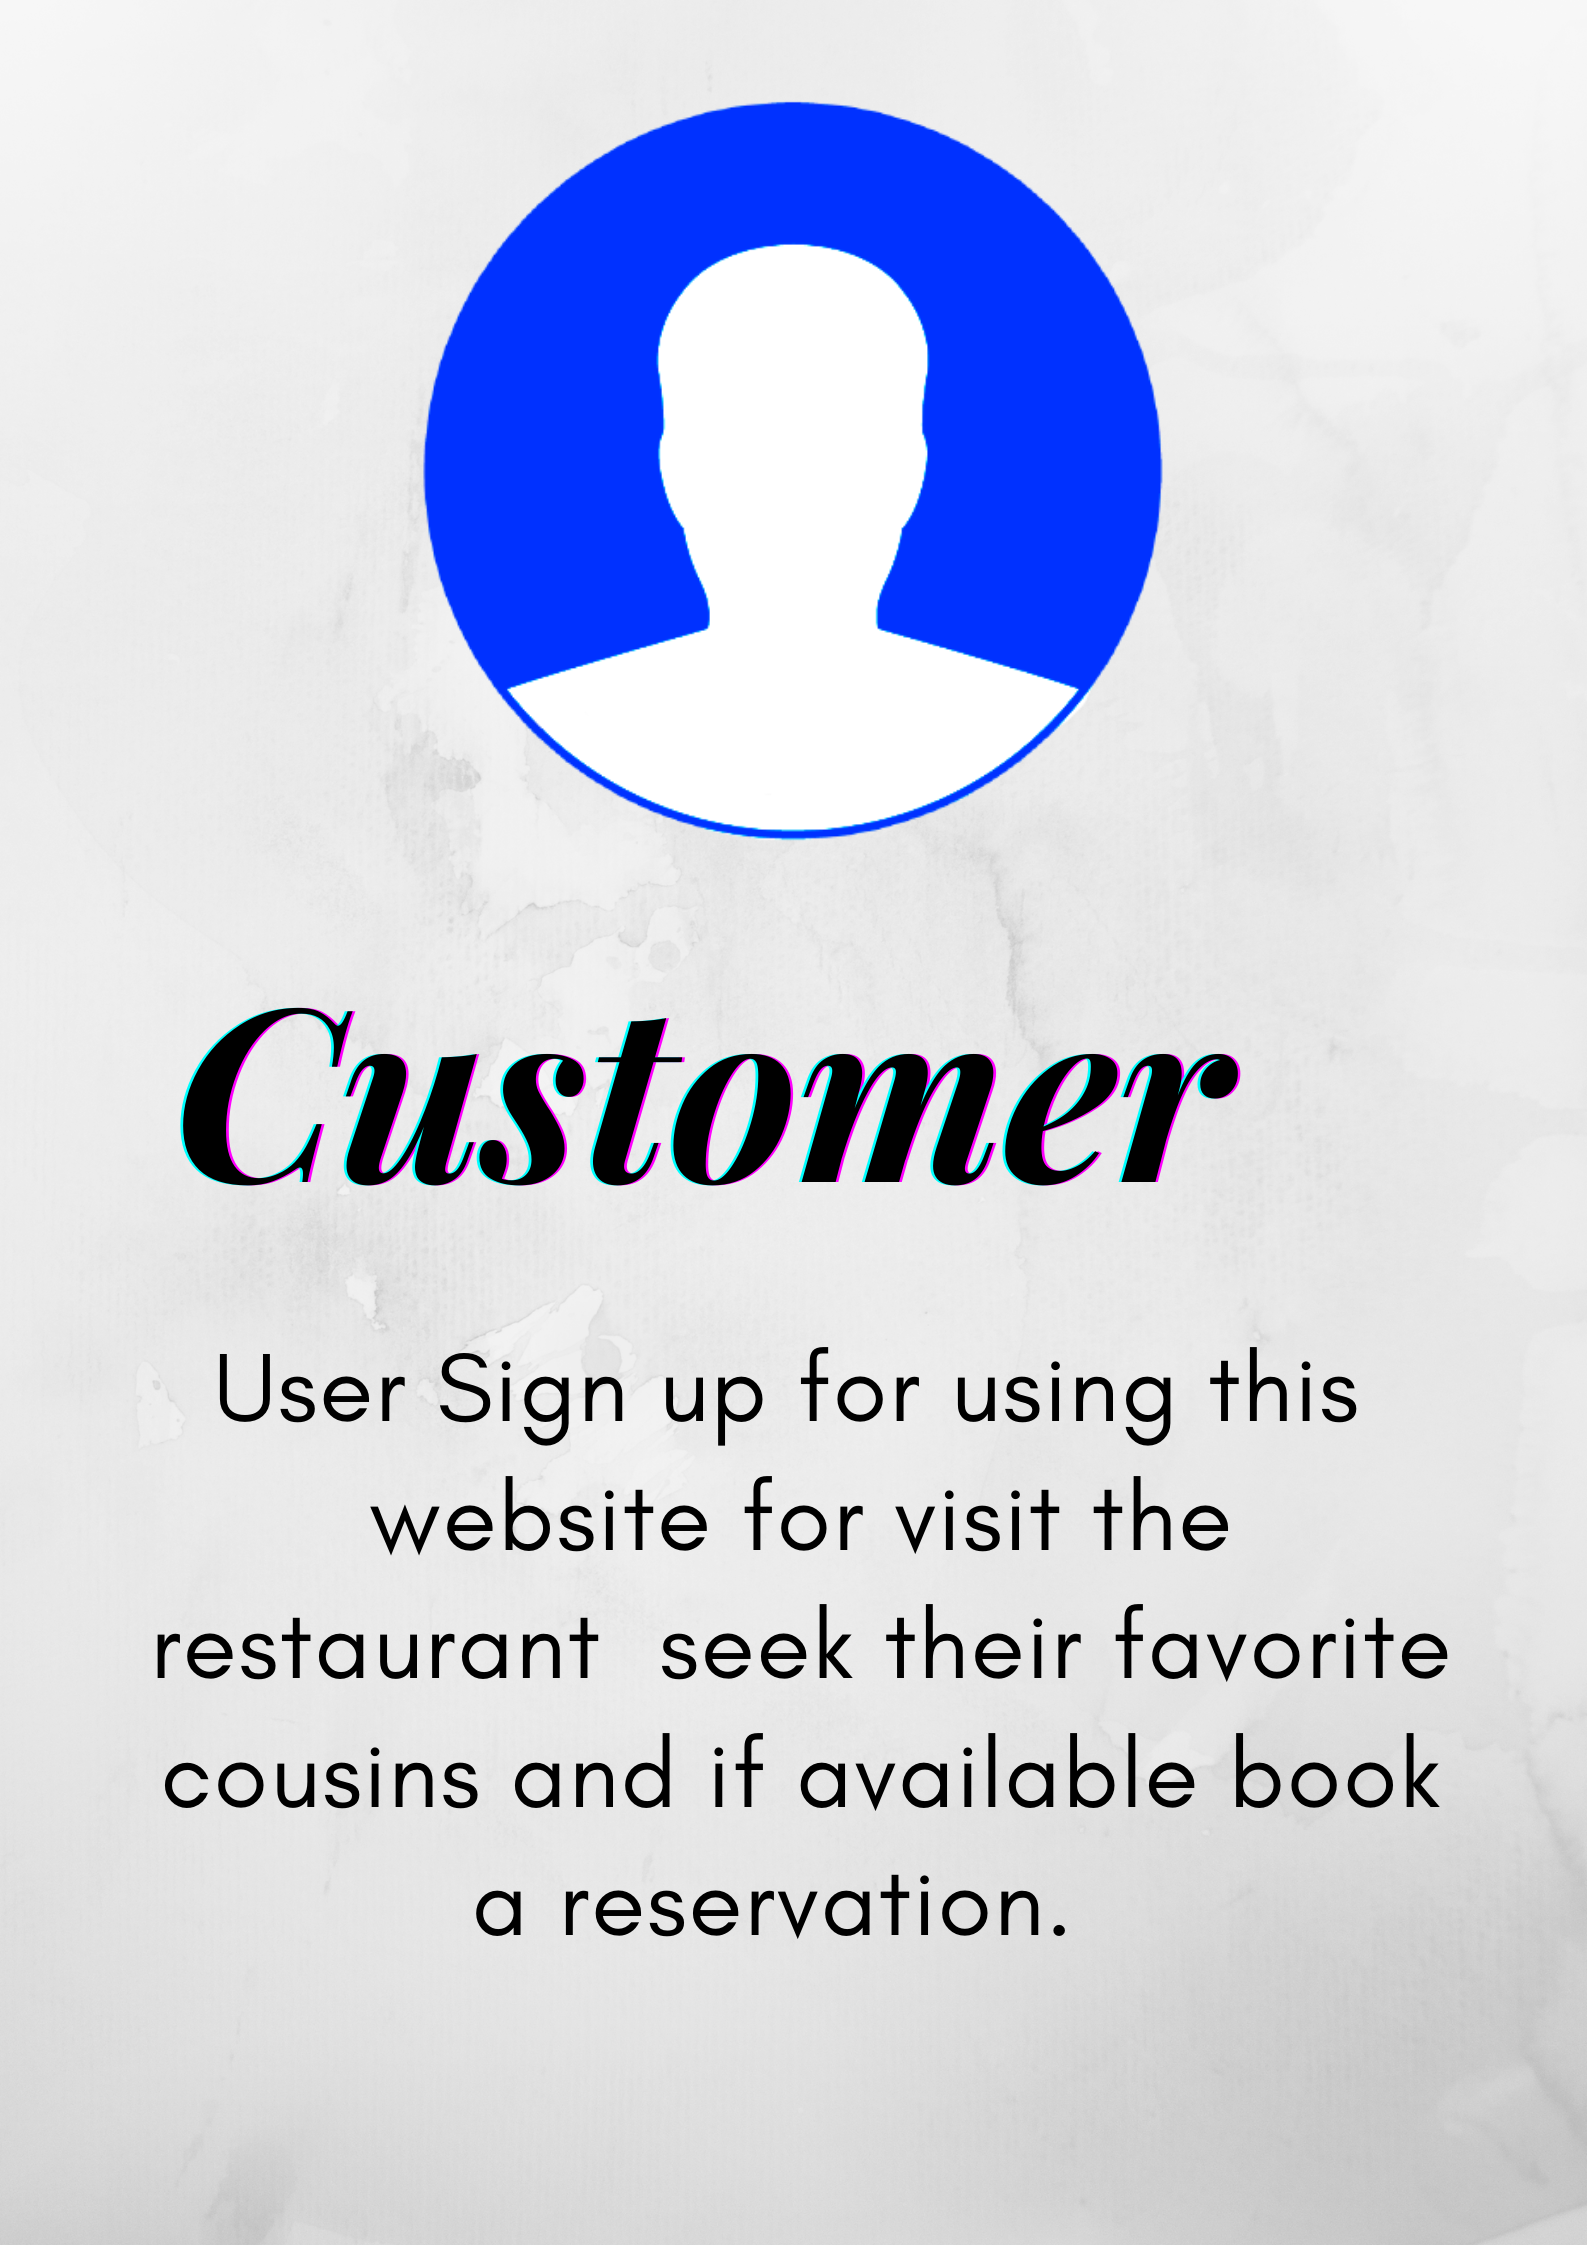 Customer
User Sign up for using this
website for visit the
restaurant  seek their favorite
cousins and if available book
a reservation.